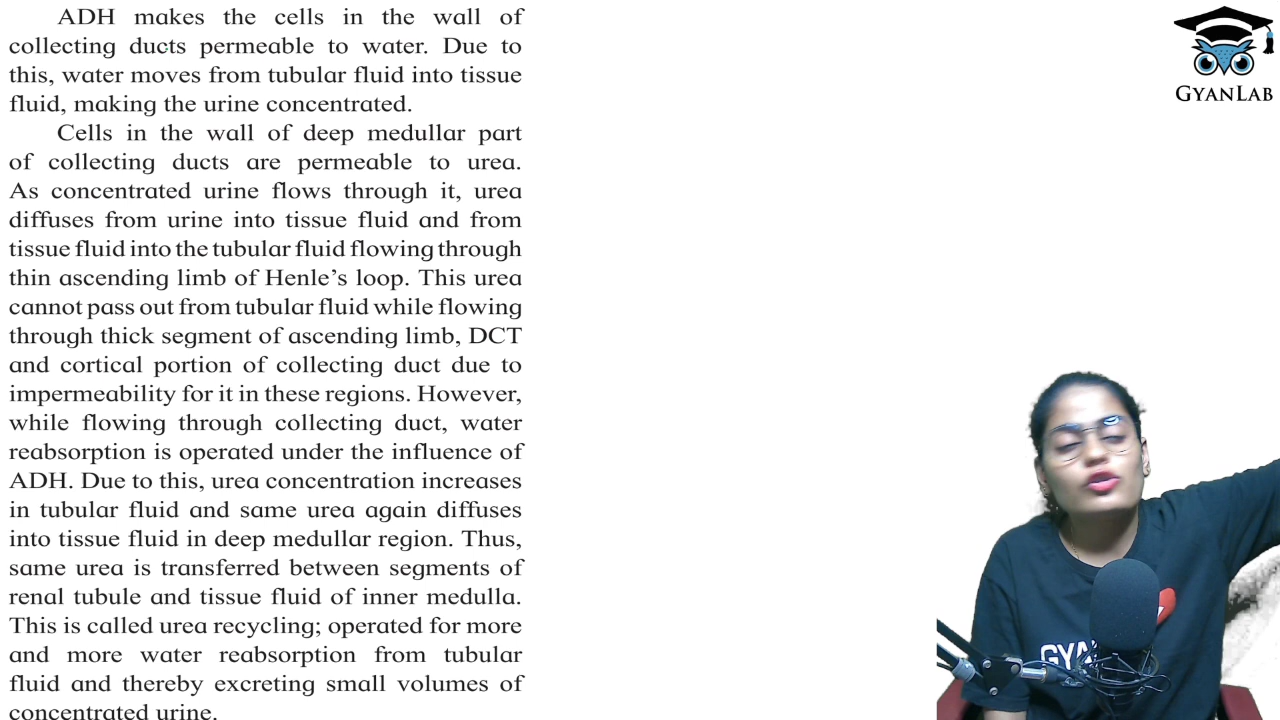 ADH makes the cells in the wall of
collecting ducts permeable to water. Due to
this, water moves from tubular fluid into tissue
fluid, making the urine concentrated.
Cells in the wall of deep medullar part
of collecting ducts are permeable to urea.
As concentrated urine flows through it, urea
diffuses from urine into tissue fluid and from
tissue fluid into the tubular fluid flowing through
thin ascending limb of Henle's loop. This urea
cannot pass out from tubular fluid while flowing
through thick segment of ascending limb, DCT
and cortical portion of collecting duct due to
impermeability for it in these regions. However,
while flowing through collecting duct, water
reabsorption is operated under the influence of
ADH. Due to this, urea concentration increases
in tubular fluid and same urea again diffuses
into tissue fluid in deep medullar region. Thus,
same urea is transferred between segments of
renal tubule and tissue fluid of inner medulla.
This is called urea recycling; operated for more
and more water reabsorption from tubular
fluid and thereby excreting small volumes of
concentrated urine.
GYANLAB